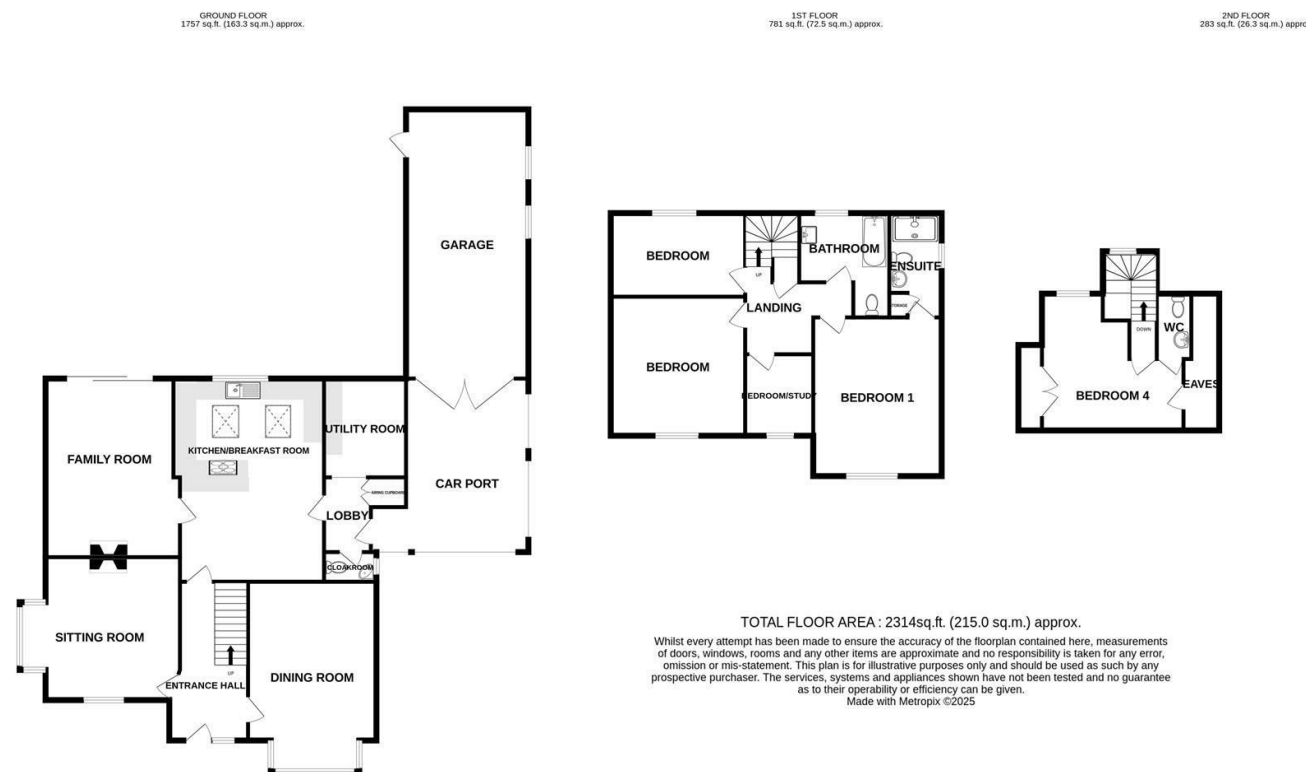 GROUND FLOOR
1757 sq.ft. (163.3 sq.m.) approx.
1ST FLOOR
781 sq.ft. (72.5 sq.m.) approx.
2ND FLOOR
283 sq.ft. (26.3 sq.m.) appro
GARAGE
UTILITY ROOM
KITCHEN/BREAKFAST ROOM
FAMILY ROOM
CAR PORT
AIRING CUPBOARD
LOBBY
CLOAKROOM
SITTING ROOM
UP
ENTRANCE HALL
DINING ROOM
BEDROOM
BATHROOM
ENSUITE
UP
STORAGE
LANDING
BEDROOM
BEDROOM/STUDY
BEDROOM 1
WC
DOWN
EAVES
BEDROOM 4
TOTAL FLOOR AREA : 2314sq.ft. (215.0 sq.m.) approx.
Whilst every attempt has been made to ensure the accuracy of the floorplan contained here, measurements
of doors, windows, rooms and any other items are approximate and no responsibility is taken for any error,
omission or mis-statement. This plan is for illustrative purposes only and should be used as such by any
prospective purchaser. The services, systems and appliances shown have not been tested and no guarantee
as to their operability or efficiency can be given.
Made with Metropix ©2025